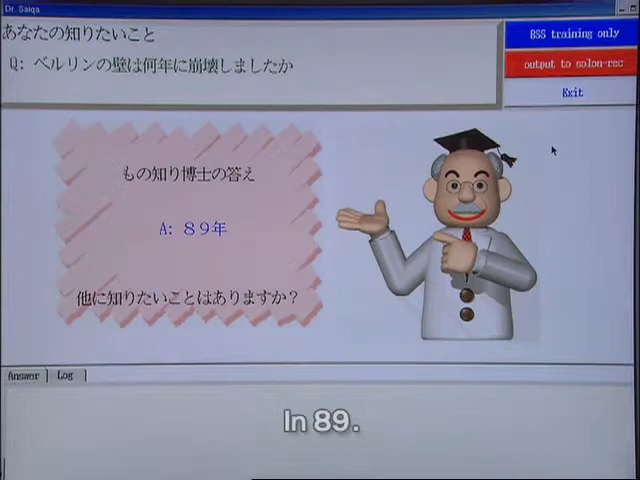 Dr. Saiqa
あなたの知りたいこと
Q: ベルリンの壁は何年に崩壊しましたか
BSS training only
output to solon-rec
Exit
もの知り博士の答え
A: 89年
他に知りたいことはありますか？
Answer
Log
In 89.